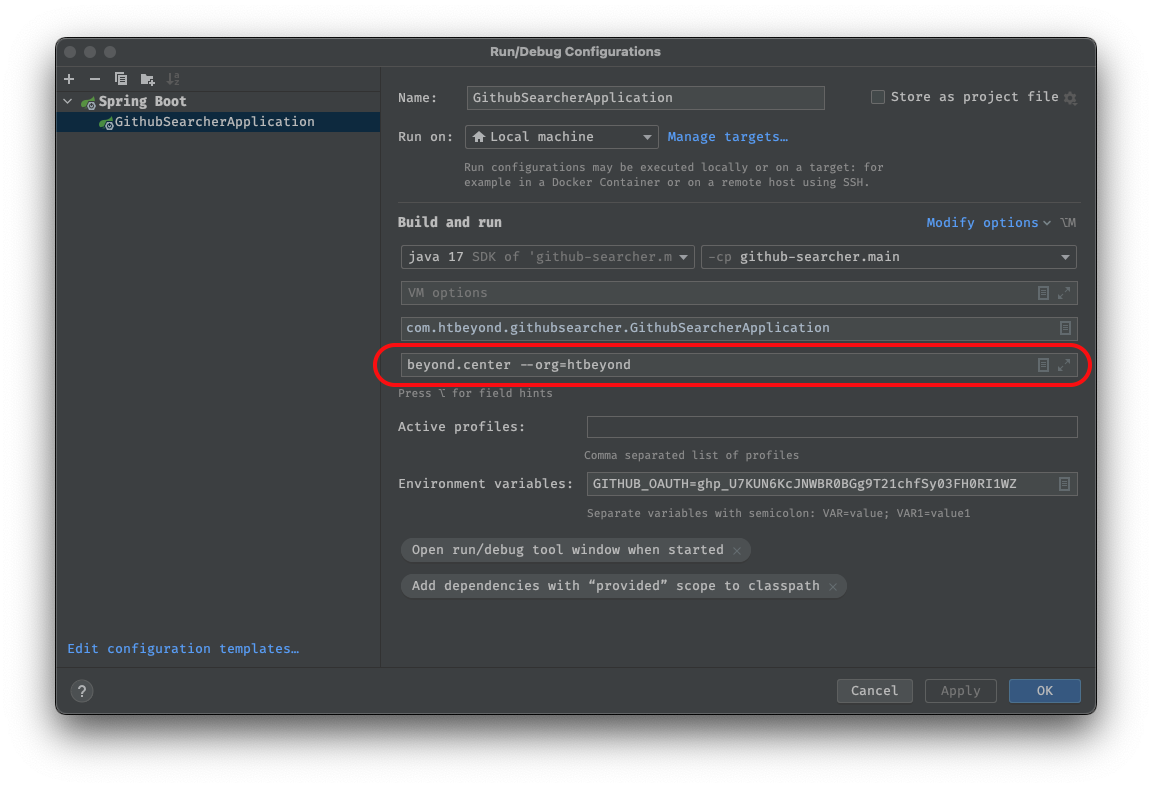 Run/Debug Configurations
Spring Boot
GithubSearcherApplication
Name: GithubSearcherApplication Store as project file
Run on: Local machine Manage targets…
Run configurations may be executed locally or on a target: for
example in a Docker Container or on a remote host using SSH.
Build and run Modify options ⌥M
java 17 SDK of 'github-searcher.m -cp github-searcher.main
VM options
com.htbeyond.githubsearcher.GithubSearcherApplication
beyond.center --org=htbeyond
Press ⌥ for field hints
Active profiles:
Comma separated list of profiles
Environment variables: GITHUB_OAUTH=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
Separate variables with semicolon: VAR=value; VAR1=value1
Open run/debug tool window when started ×
Add dependencies with “provided” scope to classpath ×
Edit configuration templates…
? Cancel Apply OK